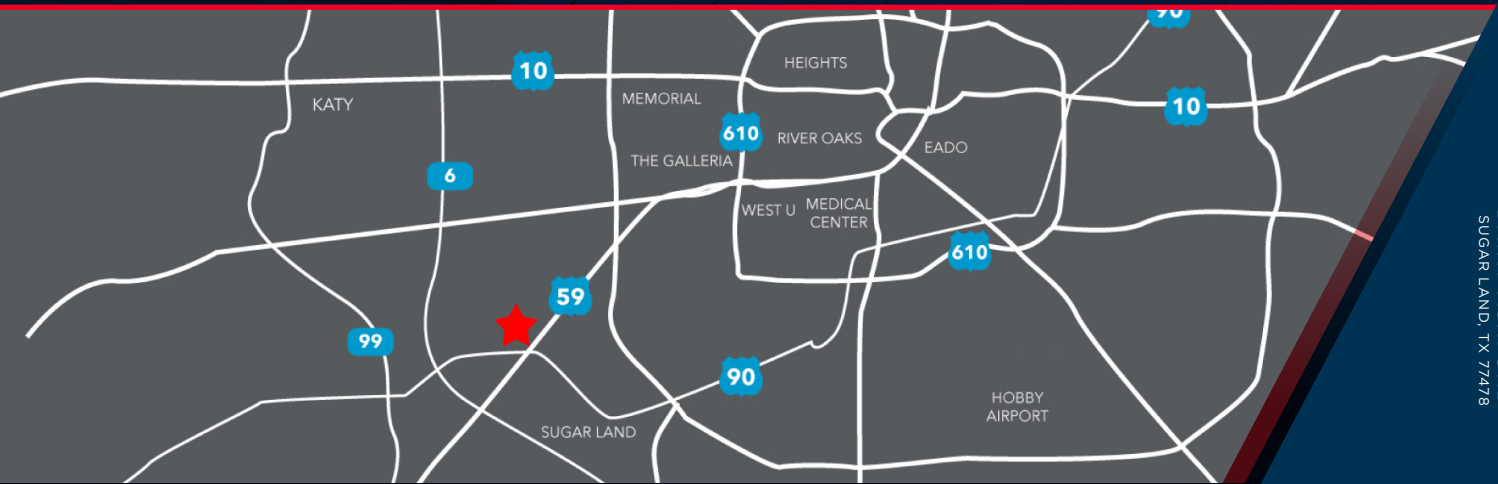 90
HEIGHTS
10
KATY
MEMORIAL
10
610
RIVER OAKS
EADO
THE GALLERIA
6
WEST U
MEDICAL
CENTER
610
59
99
90
HOBBY
AIRPORT
SUGAR LAND
SUGAR LAND, TX 77478